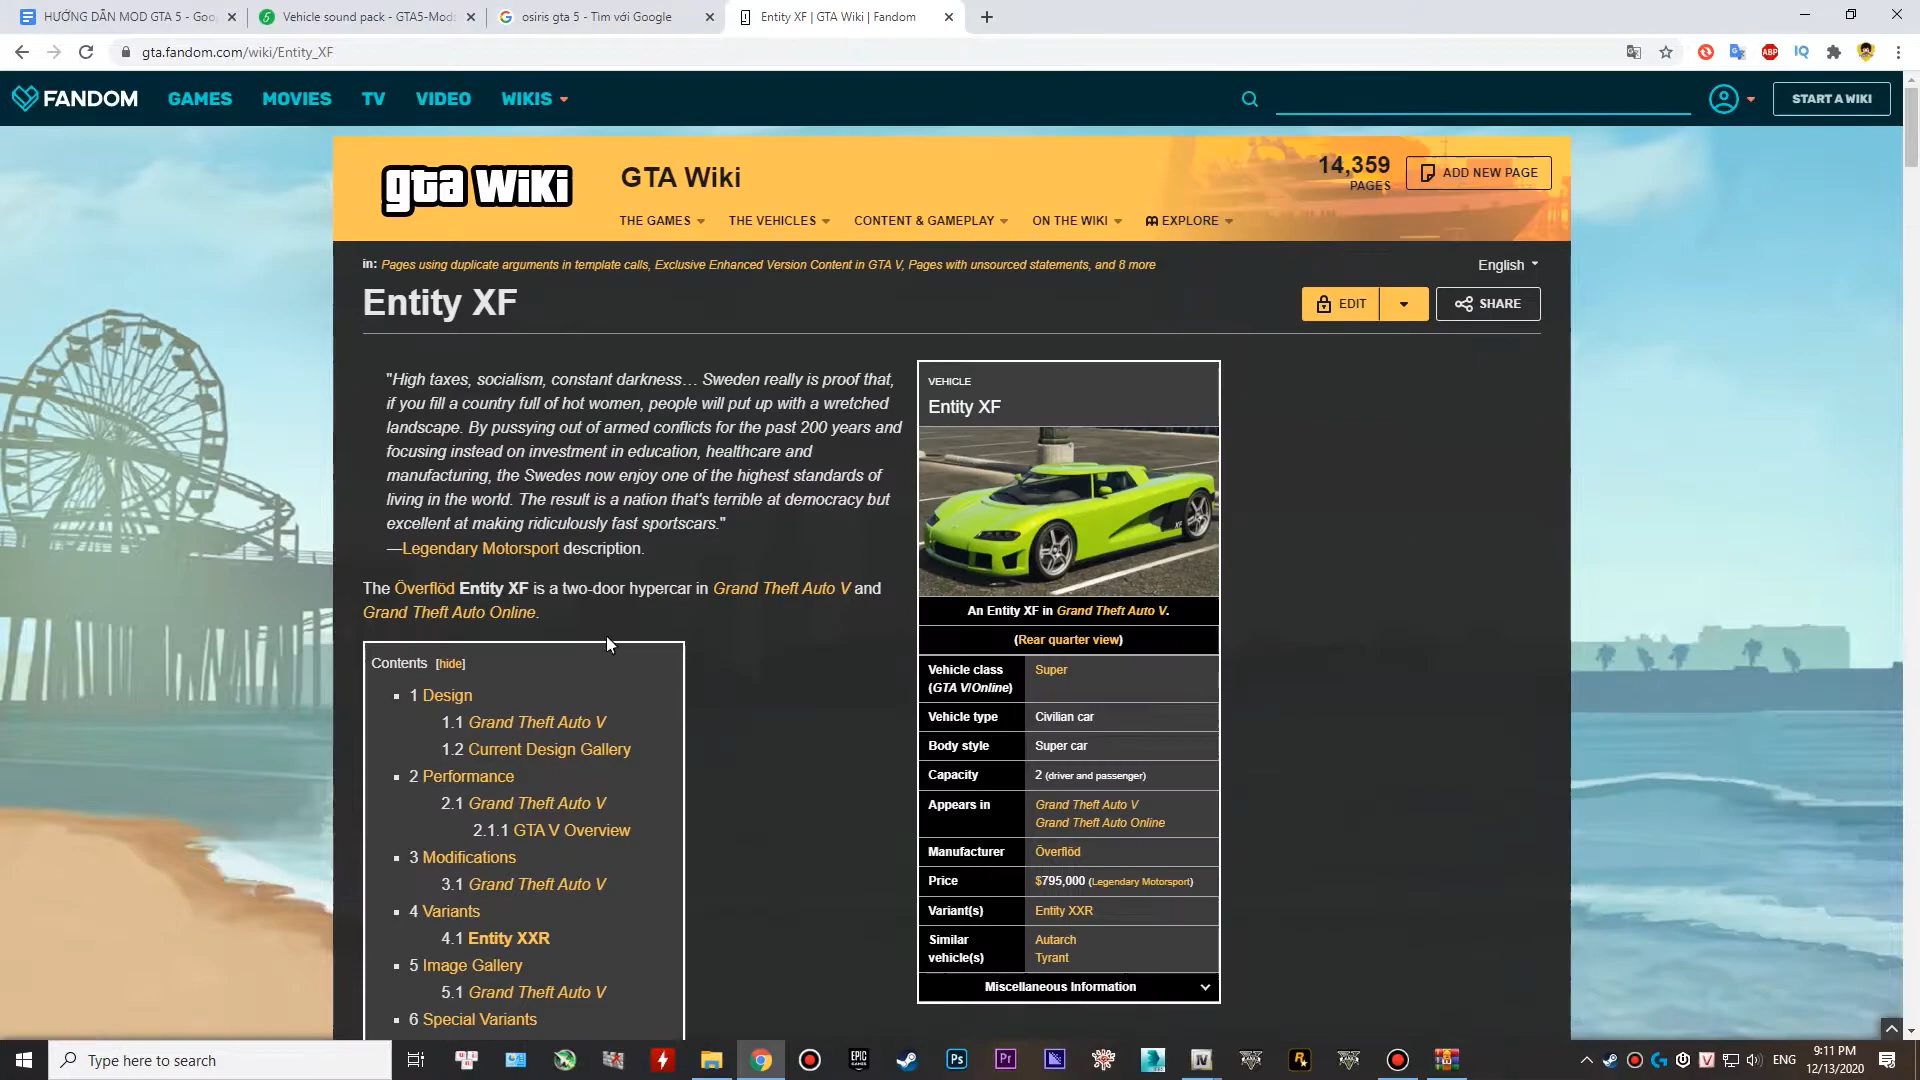 HƯỚNG DẪN MOD GTA 5 - Goo
Vehicle sound pack - GTA5-Mods
osiris gta 5 - Tìm với Google
Entity XF | GTA Wiki | Fandom
gta.fandom.com/wiki/Entity_XF
FANDOM
GAMES
MOVIES
TV
VIDEO
WIKIS
START A WIKI
gta wiki
GTA Wiki
14,359
PAGES
ADD NEW PAGE
THE GAMES
THE VEHICLES
CONTENT & GAMEPLAY
ON THE WIKI
EXPLORE
in: Pages using duplicate arguments in template calls, Exclusive Enhanced Version Content in GTA V, Pages with unsourced statements, and 8 more
English
Entity XF
EDIT
SHARE
"High taxes, socialism, constant darkness… Sweden really is proof that,
if you fill a country full of hot women, people will put up with a wretched
landscape. By pussying out of armed conflicts for the past 200 years and
focusing instead on investment in education, healthcare and
manufacturing, the Swedes now enjoy one of the highest standards of
living in the world. The result is a nation that's terrible at democracy but
excellent at making ridiculously fast sportscars."
—Legendary Motorsport description.
The Överflöd Entity XF is a two-door hypercar in Grand Theft Auto V and
Grand Theft Auto Online.
Contents [hide]
1 Design
1.1 Grand Theft Auto V
1.2 Current Design Gallery
2 Performance
2.1 Grand Theft Auto V
2.1.1 GTA V Overview
3 Modifications
3.1 Grand Theft Auto V
4 Variants
4.1 Entity XXR
5 Image Gallery
5.1 Grand Theft Auto V
6 Special Variants
VEHICLE
Entity XF
An Entity XF in Grand Theft Auto V.
(Rear quarter view)
Vehicle class
(GTA V/Online)
Super
Vehicle type
Civilian car
Body style
Super car
Capacity
2 (driver and passenger)
Appears in
Grand Theft Auto V
Grand Theft Auto Online
Manufacturer
Överflöd
Price
$795,000 (Legendary Motorsport)
Variant(s)
Entity XXR
Similar
vehicle(s)
Autarch
Tyrant
Miscellaneous Information
Type here to search
ENG
9:11 PM
12/13/2020